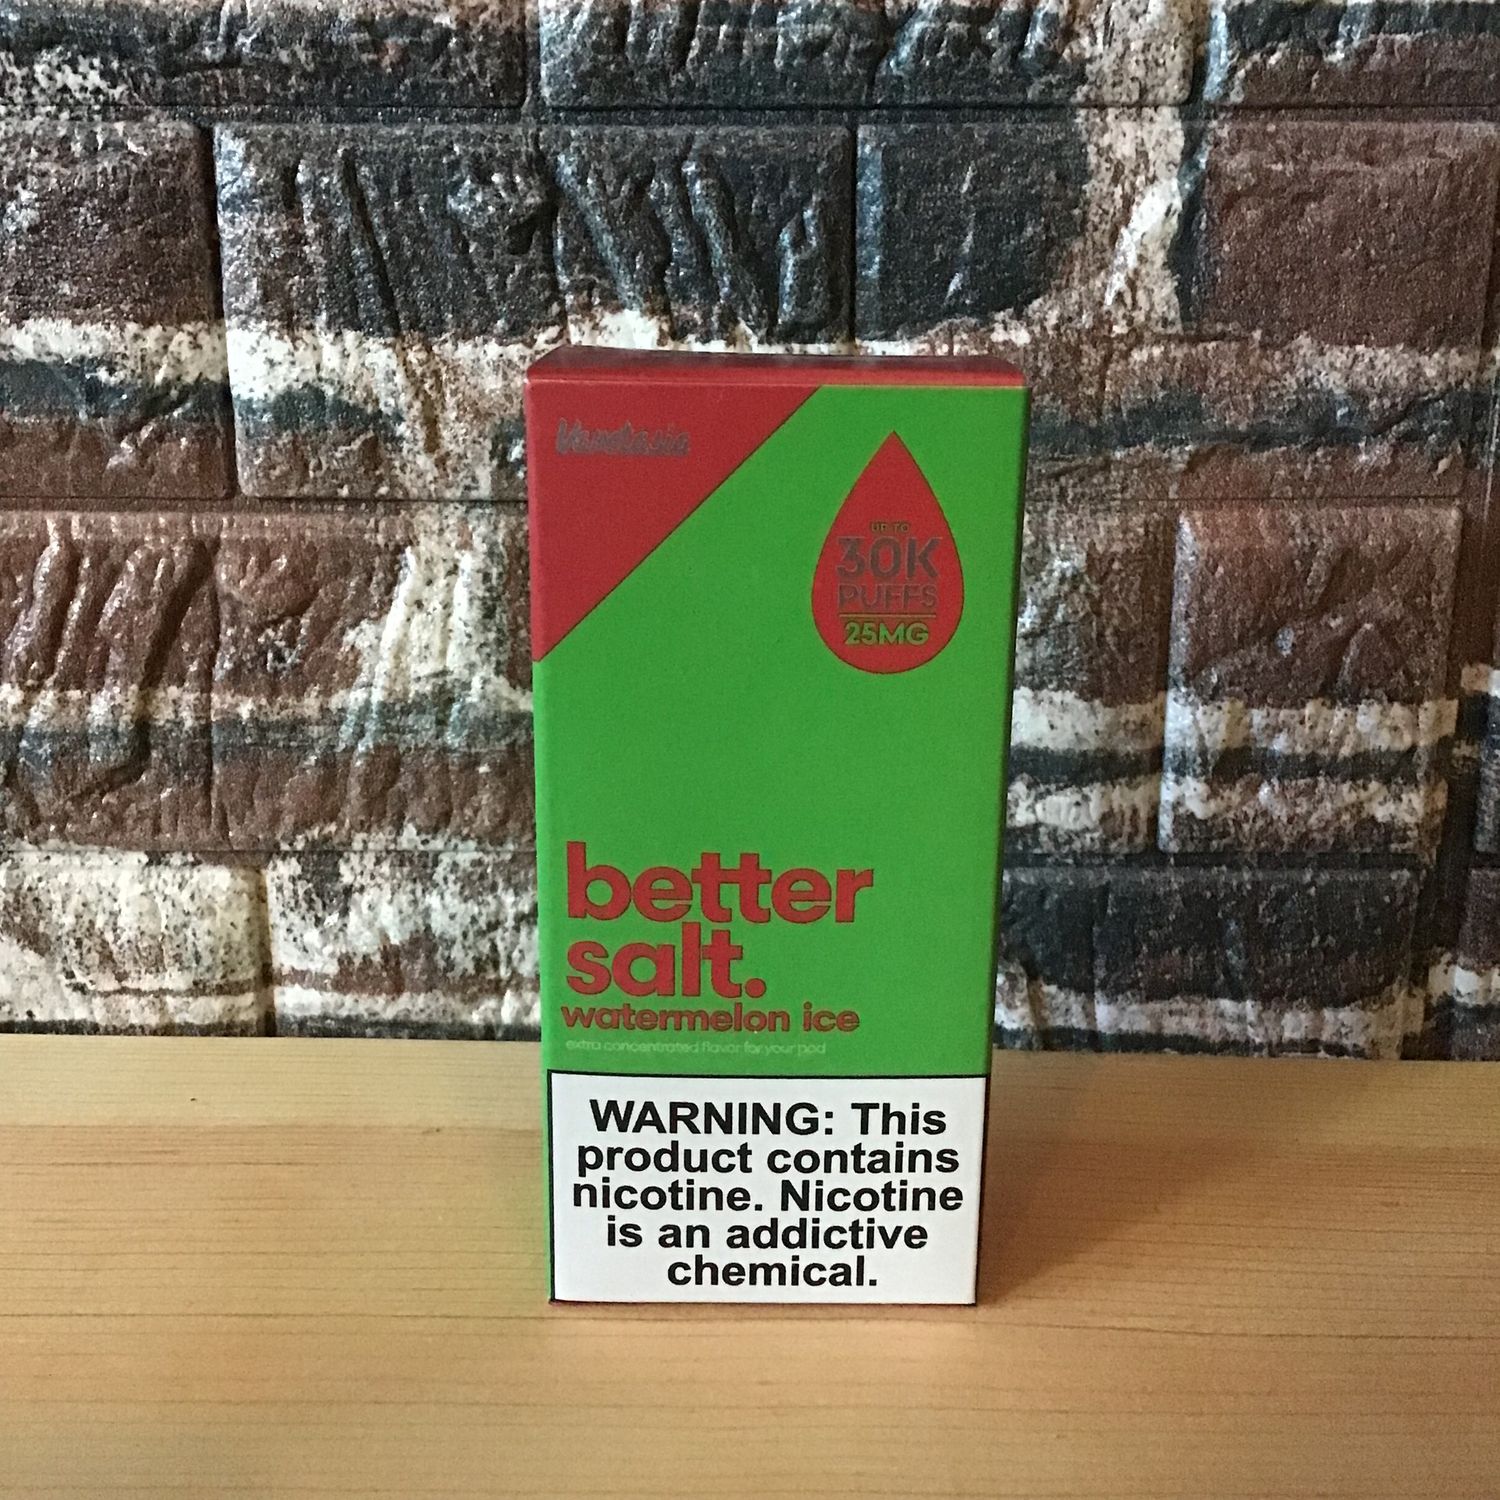 Vapetasia
UP TO
30K
PUFFS
25MG
better
salt.
watermelon ice
extra concentrated flavor for your pod
WARNING: This
product contains
nicotine. Nicotine
is an addictive
chemical.